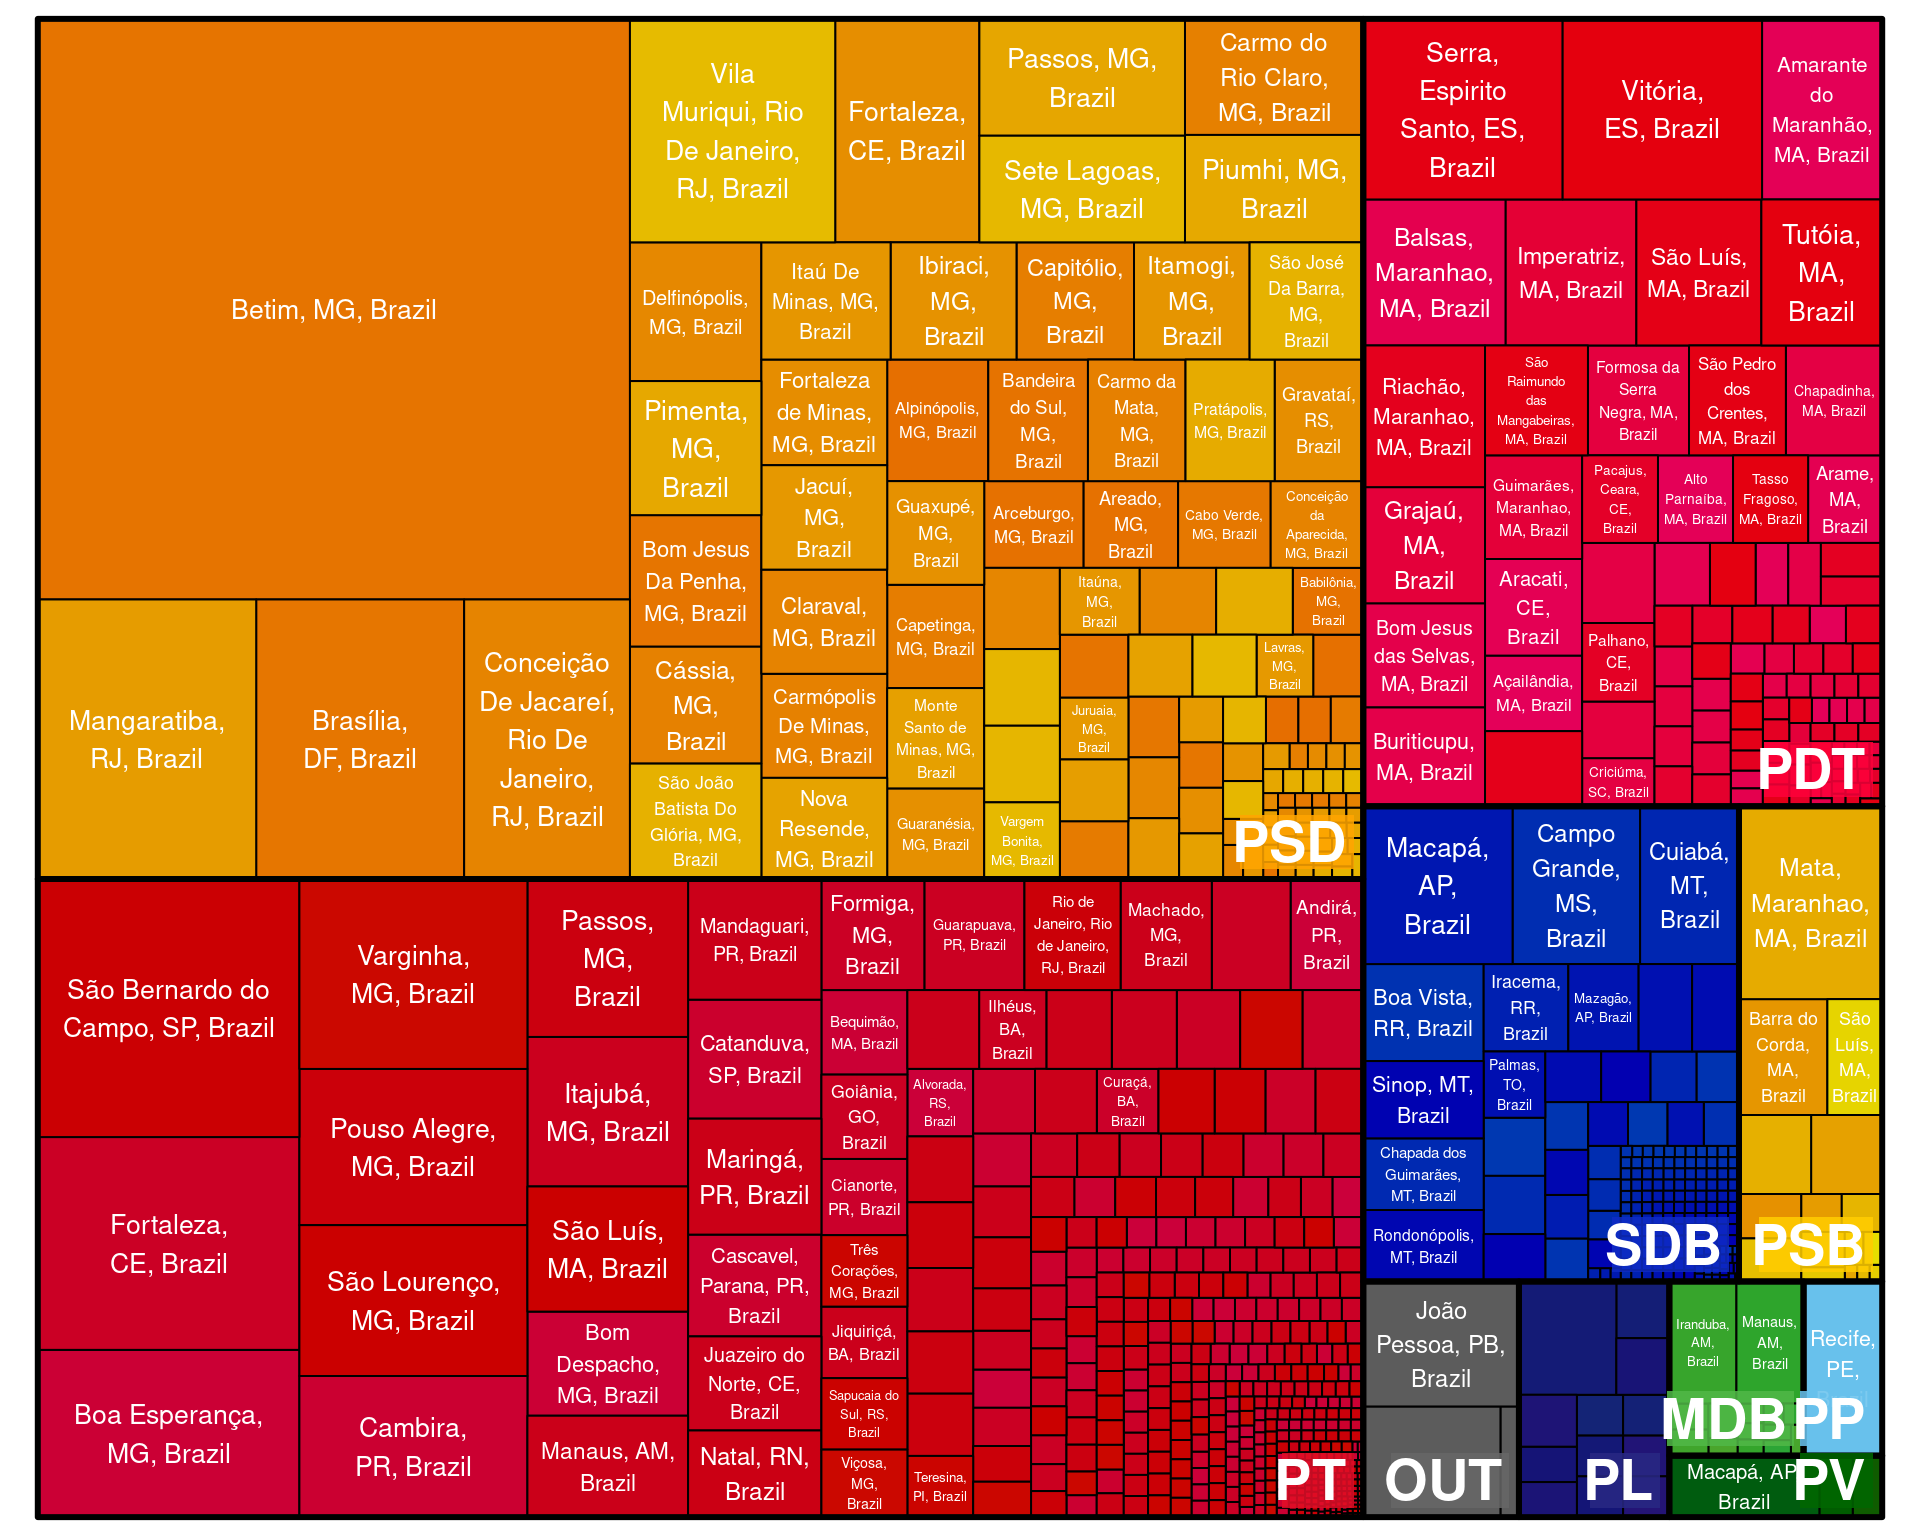 Betim, MG, Brazil
Mangaratiba,
RJ, Brazil
Brasília,
DF, Brazil
Conceição
De Jacareí,
Rio De
Janeiro,
RJ, Brazil
Vila
Muriqui, Rio
De Janeiro,
RJ, Brazil
Fortaleza,
CE, Brazil
Passos, MG,
Brazil
Carmo do
Rio Claro,
MG, Brazil
Sete Lagoas,
MG, Brazil
Piumhi, MG,
Brazil
Delfinópolis,
MG, Brazil
Itaú De
Minas, MG,
Brazil
Ibiraci,
MG,
Brazil
Capitólio,
MG,
Brazil
Itamogi,
MG,
Brazil
São José
Da Barra,
MG,
Brazil
Pimenta,
MG,
Brazil
Bom Jesus
Da Penha,
MG, Brazil
Cássia,
MG,
Brazil
São João
Batista Do
Glória, MG,
Brazil
Fortaleza
de Minas,
MG, Brazil
Jacuí,
MG,
Brazil
Claraval,
MG, Brazil
Carmópolis
De Minas,
MG, Brazil
Nova
Resende,
MG, Brazil
Alpinópolis,
MG, Brazil
Bandeira
do Sul,
MG,
Brazil
Carmo da
Mata,
MG,
Brazil
Pratápolis,
MG, Brazil
Gravataí,
RS,
Brazil
Guaxupé,
MG,
Brazil
Capetinga,
MG, Brazil
Monte
Santo de
Minas, MG,
Brazil
Guaranésia,
MG, Brazil
Arceburgo,
MG, Brazil
Areado,
MG,
Brazil
Cabo Verde,
MG, Brazil
Conceição
da
Aparecida,
MG, Brazil
Itaúna,
MG,
Brazil
Babilônia,
MG,
Brazil
Lavras,
MG,
Brazil
Juruaia,
MG,
Brazil
Vargem
Bonita,
MG, Brazil
PSD
Serra,
Espirito
Santo, ES,
Brazil
Vitória,
ES, Brazil
Amarante
do
Maranhão,
MA, Brazil
Balsas,
Maranhao,
MA, Brazil
Imperatriz,
MA, Brazil
São Luís,
MA, Brazil
Tutóia,
MA,
Brazil
Riachão,
Maranhao,
MA, Brazil
Grajaú,
MA,
Brazil
Bom Jesus
das Selvas,
MA, Brazil
Buriticupu,
MA, Brazil
São
Raimundo
das
Mangabeiras,
MA, Brazil
Formosa da
Serra
Negra, MA,
Brazil
São Pedro
dos
Crentes,
MA, Brazil
Chapadinha,
MA, Brazil
Guimarães,
Maranhao,
MA, Brazil
Pacajus,
Ceara,
CE,
Brazil
Alto
Parnaíba,
MA, Brazil
Tasso
Fragoso,
MA, Brazil
Arame,
MA,
Brazil
Aracati,
CE,
Brazil
Açailândia,
MA, Brazil
Palhano,
CE,
Brazil
Criciúma,
SC, Brazil
PDT
São Bernardo do
Campo, SP, Brazil
Fortaleza,
CE, Brazil
Boa Esperança,
MG, Brazil
Varginha,
MG, Brazil
Pouso Alegre,
MG, Brazil
São Lourenço,
MG, Brazil
Cambira,
PR, Brazil
Passos,
MG,
Brazil
Itajubá,
MG, Brazil
São Luís,
MA, Brazil
Bom
Despacho,
MG, Brazil
Manaus, AM,
Brazil
Mandaguari,
PR, Brazil
Catanduva,
SP, Brazil
Maringá,
PR, Brazil
Cascavel,
Parana, PR,
Brazil
Juazeiro do
Norte, CE,
Brazil
Natal, RN,
Brazil
Formiga,
MG,
Brazil
Guarapuava,
PR, Brazil
Rio de
Janeiro, Rio
de Janeiro,
RJ, Brazil
Machado,
MG,
Brazil
Andirá,
PR,
Brazil
Bequimão,
MA, Brazil
Goiânia,
GO,
Brazil
Cianorte,
PR, Brazil
Três
Corações,
MG, Brazil
Jiquiriçá,
BA, Brazil
Sapucaia do
Sul, RS,
Brazil
Viçosa,
MG,
Brazil
Ilhéus,
BA,
Brazil
Alvorada,
RS,
Brazil
Curaçá,
BA,
Brazil
Teresina,
PI, Brazil
PT
Macapá,
AP,
Brazil
Campo
Grande,
MS,
Brazil
Cuiabá,
MT,
Brazil
Boa Vista,
RR, Brazil
Iracema,
RR,
Brazil
Mazagão,
AP, Brazil
Sinop, MT,
Brazil
Palmas,
TO,
Brazil
Chapada dos
Guimarães,
MT, Brazil
Rondonópolis,
MT, Brazil
SDB
Mata,
Maranhao,
MA, Brazil
Barra do
Corda,
MA,
Brazil
São
Luís,
MA,
Brazil
PSB
João
Pessoa, PB,
Brazil
OUT
PL
Iranduba,
AM,
Brazil
Manaus,
AM,
Brazil
MDB
Recife,
PE,
Brazil
PP
Macapá, AP,
Brazil
PV